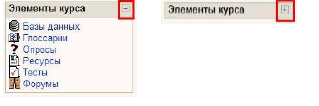 Элементы курса
Базы данных
Глоссарии
Опросы
Ресурсы
Тесты
Форумы
Элементы курса